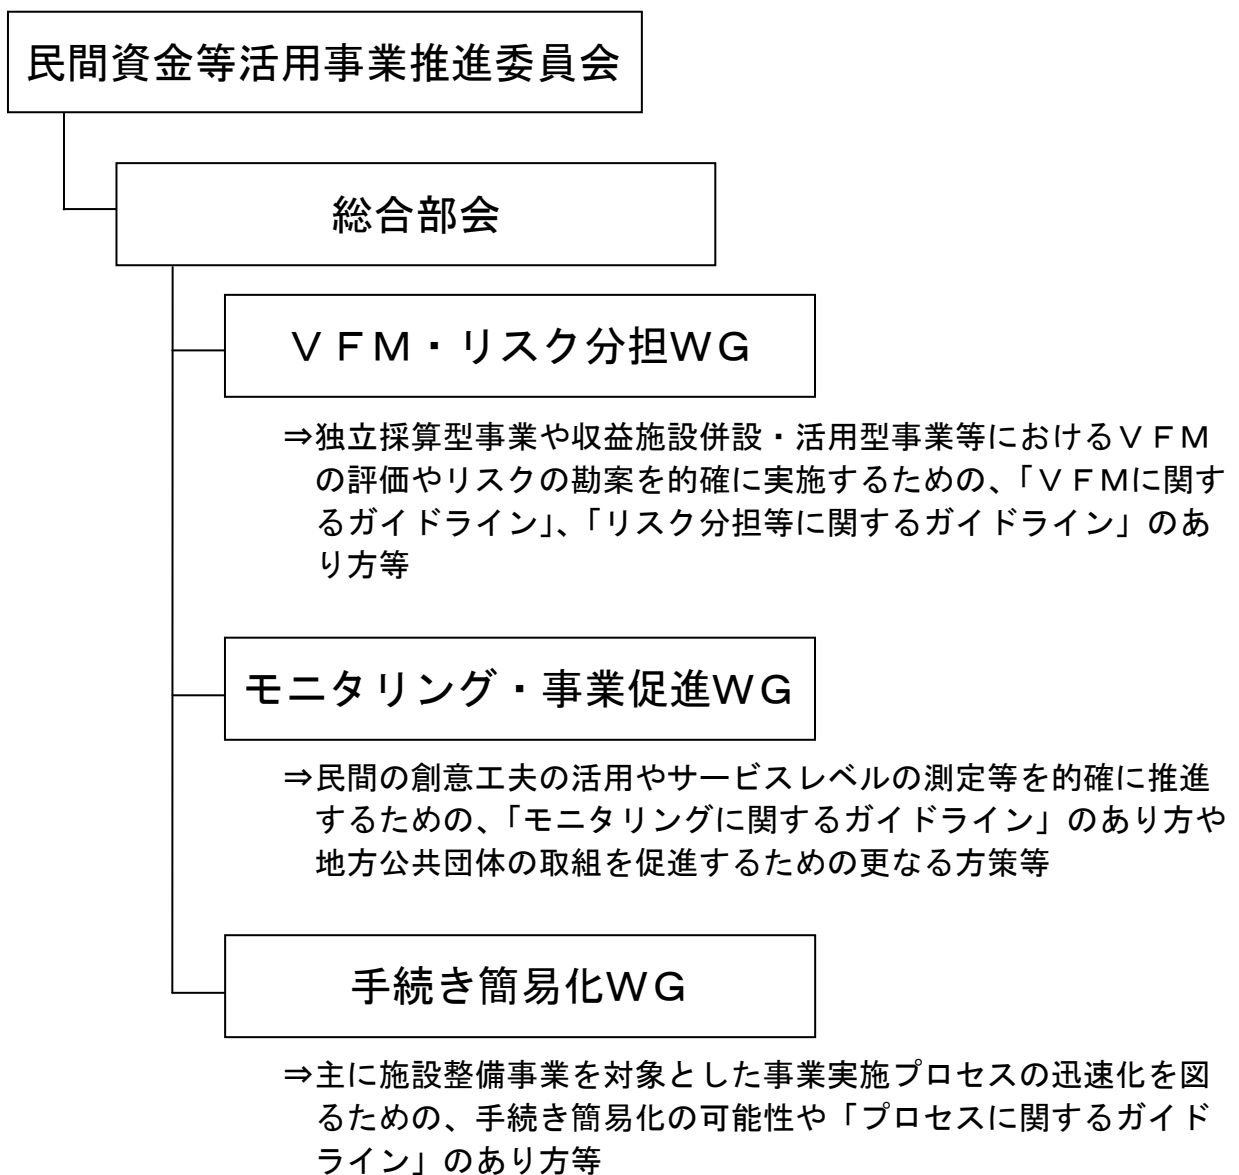 民間資金等活用事業推進委員会
総合部会
ＶＦＭ・リスク分担ＷＧ
⇒独立採算型事業や収益施設併設・活用型事業等におけるＶＦＭ
の評価やリスクの勘案を的確に実施するための、「ＶＦＭに関す
るガイドライン」、「リスク分担等に関するガイドライン」のあ
り方等
モニタリング・事業促進ＷＧ
⇒民間の創意工夫の活用やサービスレベルの測定等を的確に推進
するための、「モニタリングに関するガイドライン」のあり方や
地方公共団体の取組を促進するための更なる方策等
手続き簡易化ＷＧ
⇒主に施設整備事業を対象とした事業実施プロセスの迅速化を図
るための、手続き簡易化の可能性や「プロセスに関するガイド
ライン」のあり方等